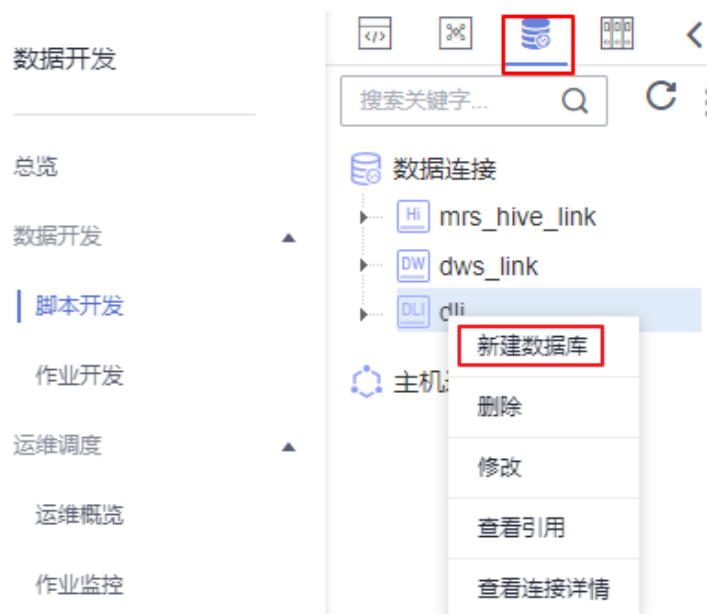 数据开发
总览
数据开发
脚本开发
作业开发
运维调度
运维概览
作业监控
搜索关键字...
数据连接
Hi mrs_hive_link
DW dws_link
DLI dli
主机
新建数据库
删除
修改
查看引用
查看连接详情